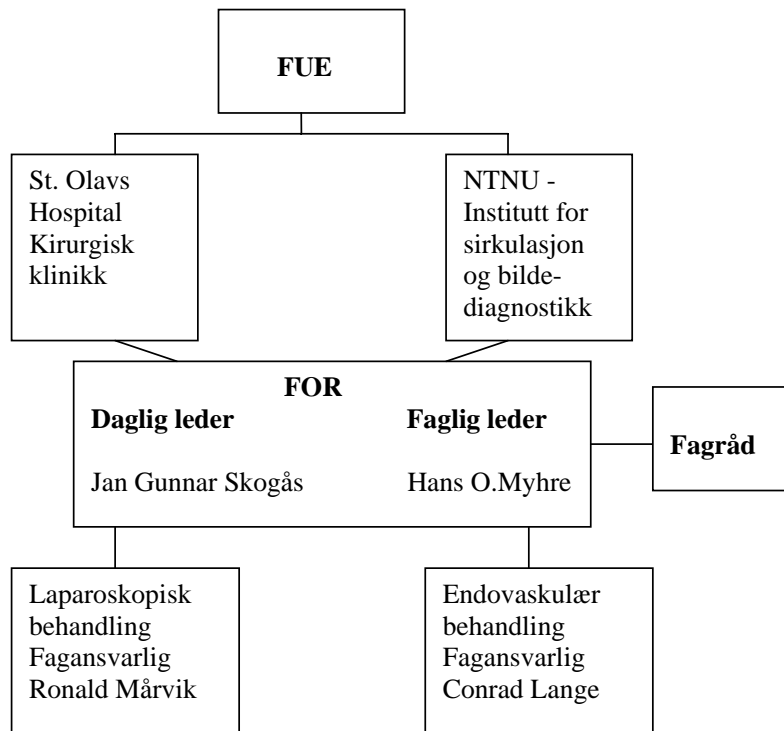 FUE
St. Olavs
Hospital
Kirurgisk
klinikk
NTNU -
Institutt for
sirkulasjon
og bilde-
diagnostikk
FOR
Daglig leder Faglig leder
Jan Gunnar Skogås Hans O.Myhre
Fagråd
Laparoskopisk
behandling
Fagansvarlig
Ronald Mårvik
Endovaskulær
behandling
Fagansvarlig
Conrad Lange